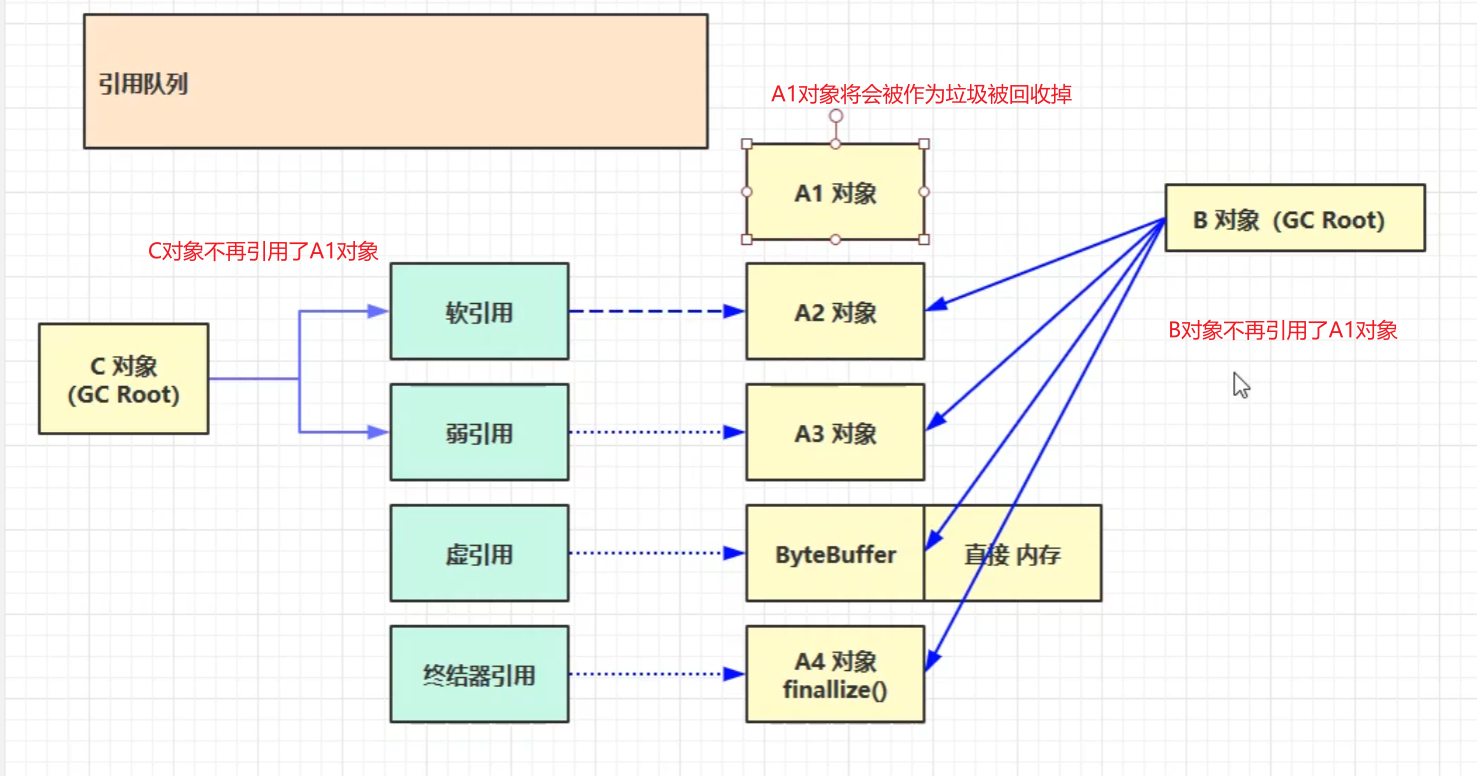 引用队列
A1对象将会被作为垃圾被回收掉
A1 对象
B 对象（GC Root）
C对象不再引用了A1对象
软引用
A2 对象
B对象不再引用了A1对象
C 对象
(GC Root)
弱引用
A3 对象
虚引用
ByteBuffer
直接 内存
终结器引用
A4 对象
finallize()